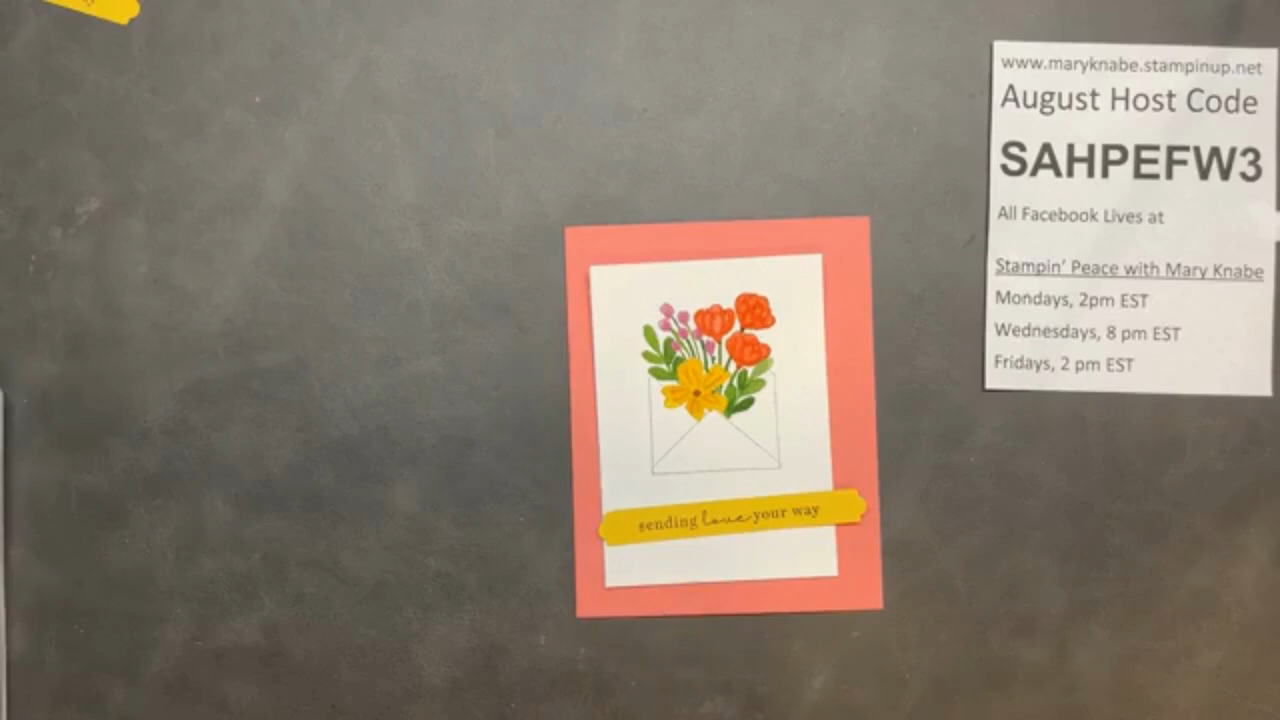 www.maryknabe.stampinup.net
August Host Code
SAHPEFW3
All Facebook Lives at
Stampin' Peace with Mary Knabe
Mondays, 2pm EST
Wednesdays, 8 pm EST
Fridays, 2 pm EST
sending love your way